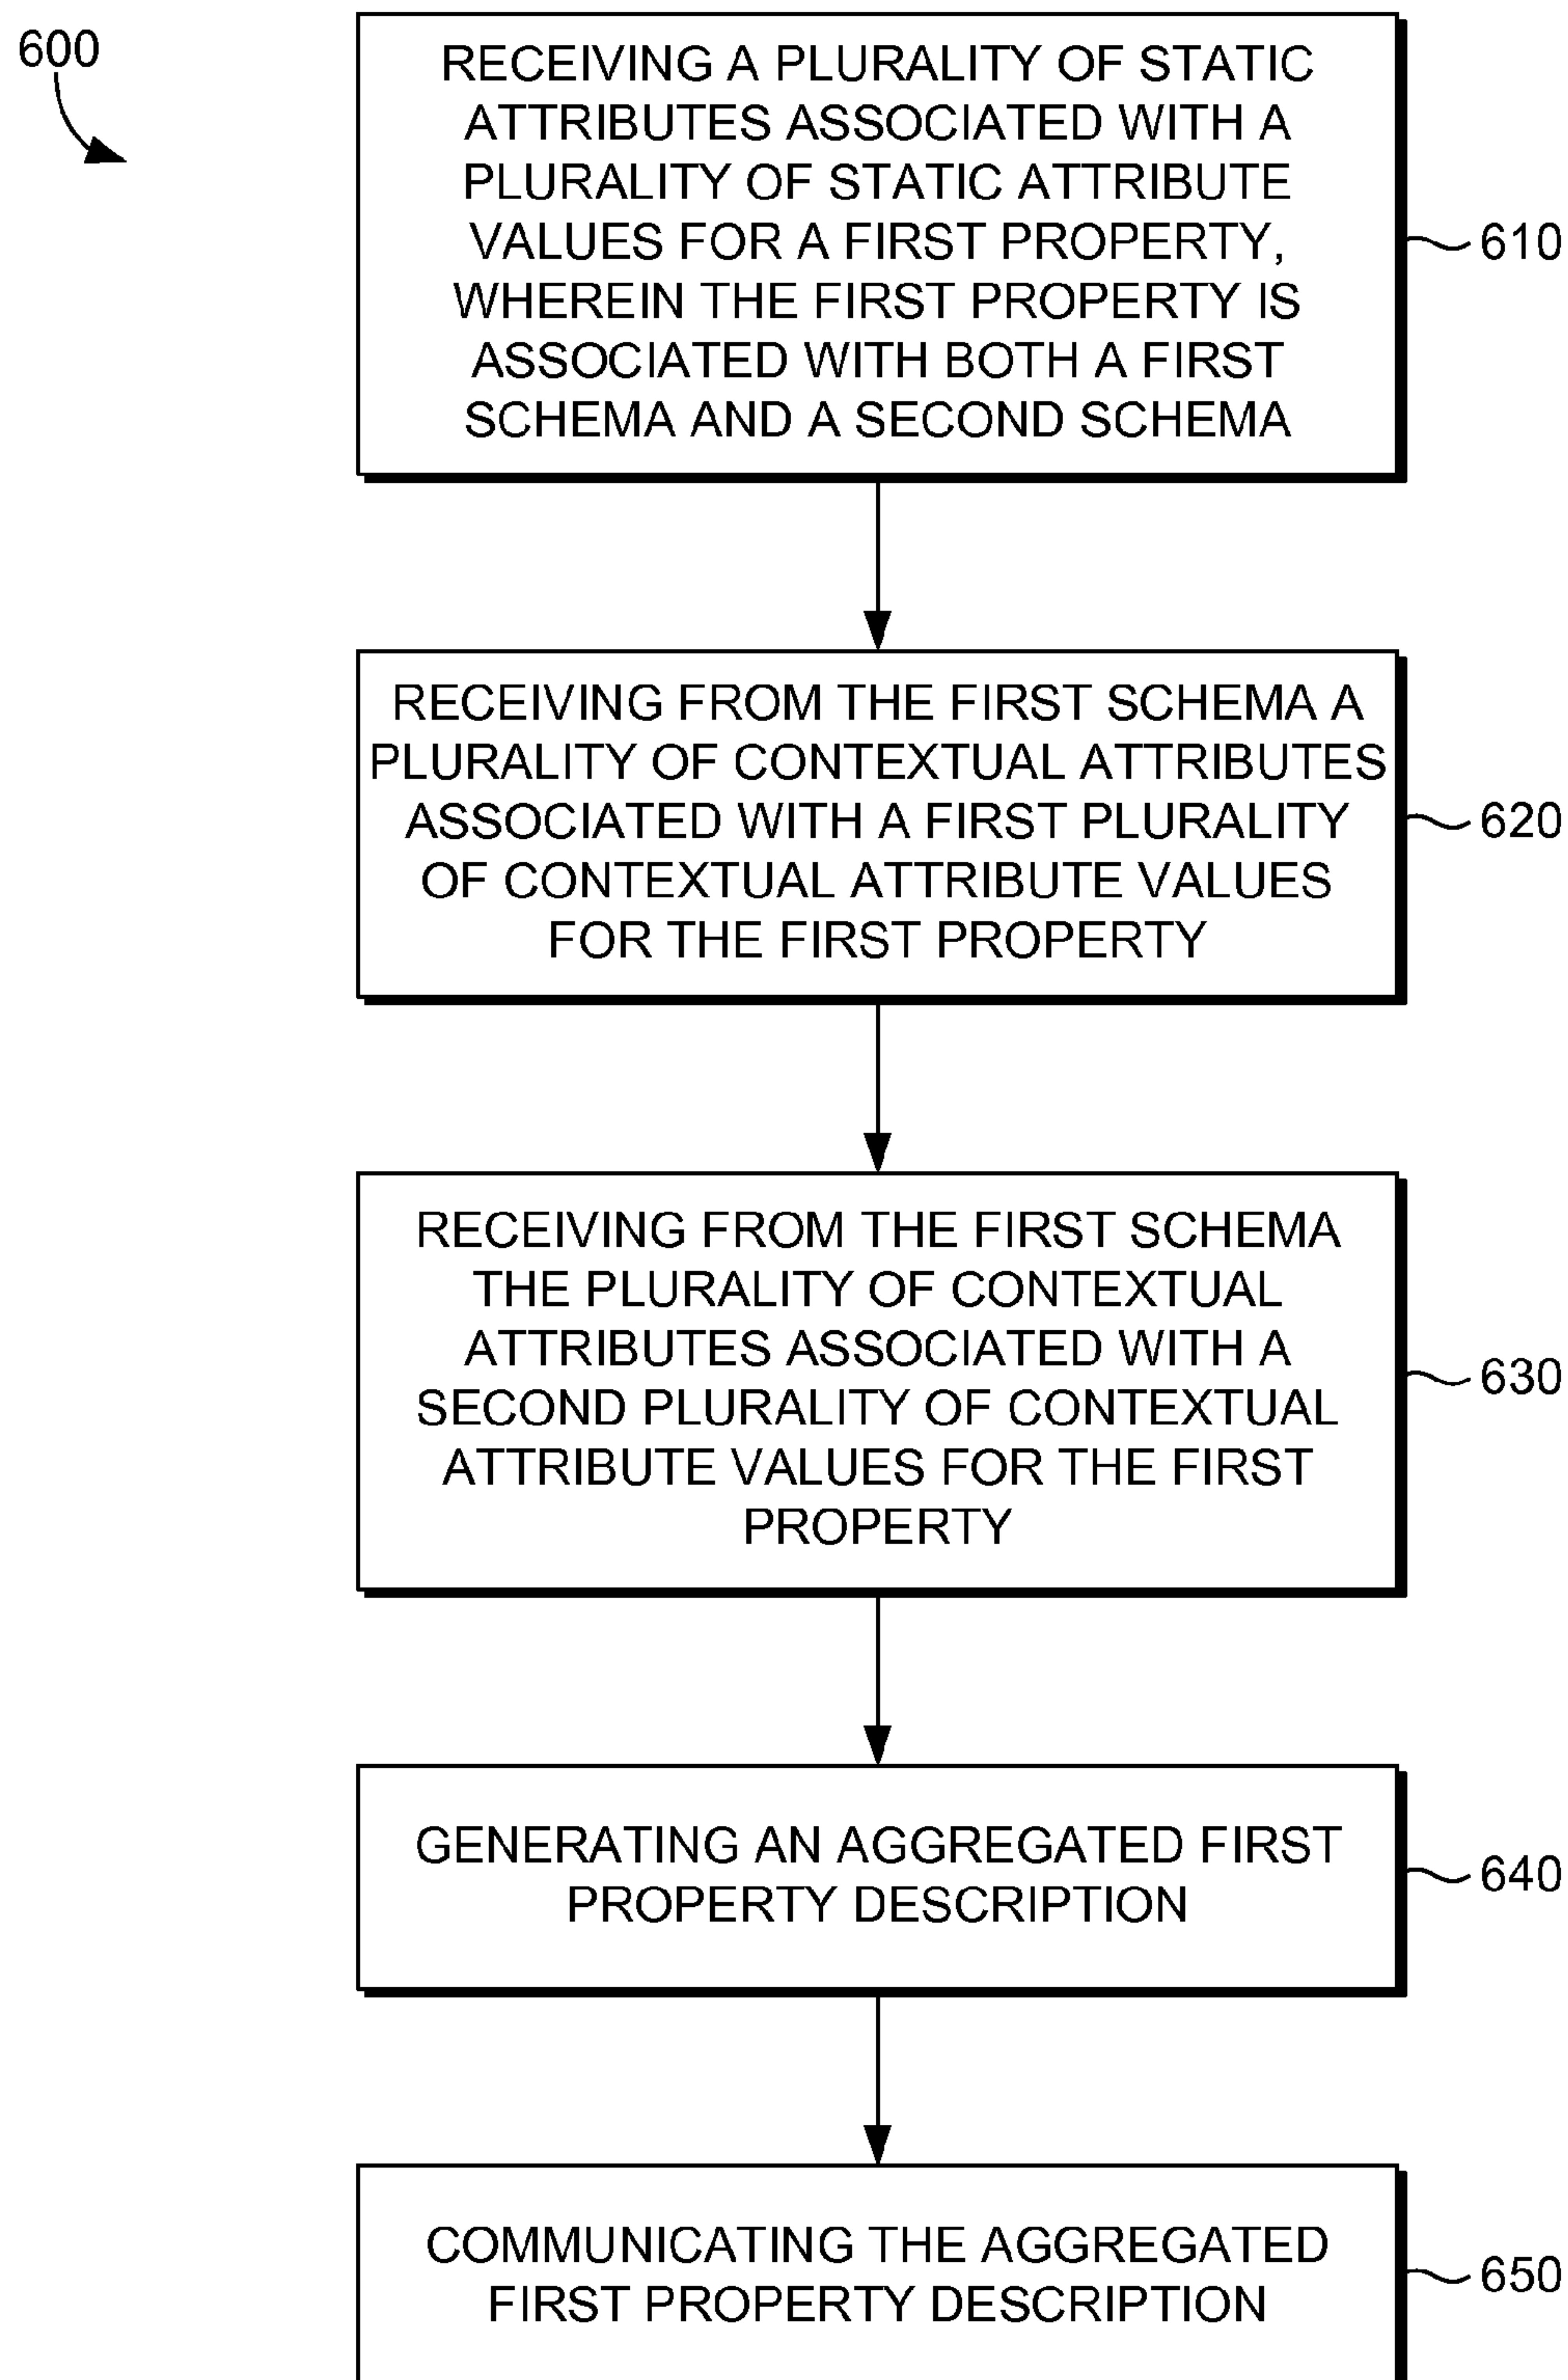 600
RECEIVING A PLURALITY OF STATIC
ATTRIBUTES ASSOCIATED WITH A
PLURALITY OF STATIC ATTRIBUTE
VALUES FOR A FIRST PROPERTY,
WHEREIN THE FIRST PROPERTY IS
ASSOCIATED WITH BOTH A FIRST
SCHEMA AND A SECOND SCHEMA
610
RECEIVING FROM THE FIRST SCHEMA A
PLURALITY OF CONTEXTUAL ATTRIBUTES
ASSOCIATED WITH A FIRST PLURALITY
OF CONTEXTUAL ATTRIBUTE VALUES
FOR THE FIRST PROPERTY
620
RECEIVING FROM THE FIRST SCHEMA
THE PLURALITY OF CONTEXTUAL
ATTRIBUTES ASSOCIATED WITH A
SECOND PLURALITY OF CONTEXTUAL
ATTRIBUTE VALUES FOR THE FIRST
PROPERTY
630
GENERATING AN AGGREGATED FIRST
PROPERTY DESCRIPTION
640
COMMUNICATING THE AGGREGATED
FIRST PROPERTY DESCRIPTION
650